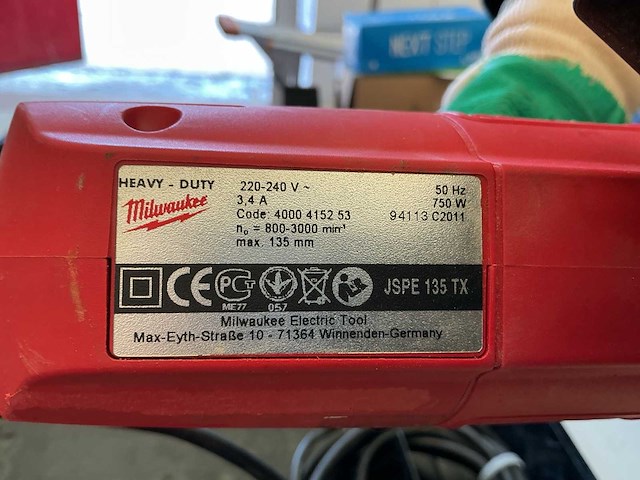 NEXT STEP
HEAVY - DUTY
Milwaukee
220-240 V ~
3,4 A
Code: 4000 4152 53
n₀ = 800-3000 min⁻¹
max. 135 mm
50 Hz
750 W
94113 C2011
CE
PCT
ME77
057
JSPE 135 TX
Milwaukee Electric Tool
Max-Eyth-Straße 10 - 71364 Winnenden-Germany